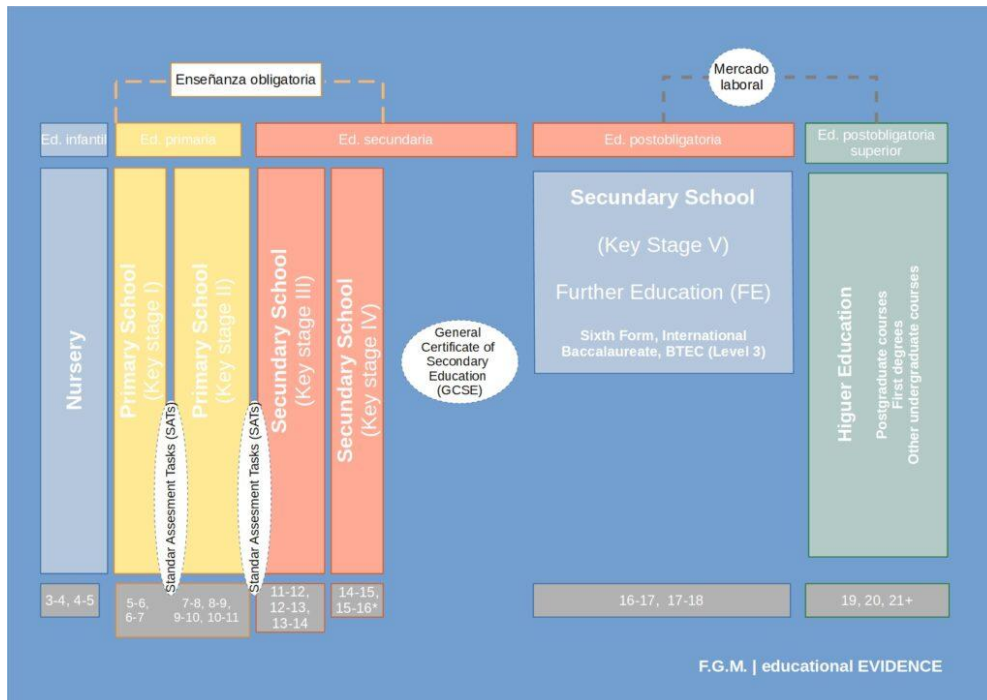 Enseñanza obligatoria
Mercado
laboral
Ed. infantil
Ed. primaria
Ed. secundaria
Ed. postobligatoria
Ed. postobligatoria
superior
Nursery
Primary School
(Key stage I)
Standar Assesment Tasks (SATs)
Primary School
(Key stage II)
Standar Assesment Tasks (SATs)
Secundary School
(Key stage III)
Secundary School
(Key stage IV)
General
Certificate of
Secondary
Education
(GCSE)
Secundary School
(Key Stage V)
Further Education (FE)
Sixth Form, International
Baccalaureate, BTEC (Level 3)
Higuer Education
Postgraduate courses
First degrees
Other undergraduate courses
3-4, 4-5
5-6,
6-7
7-8, 8-9,
9-10, 10-11
11-12,
12-13,
13-14
14-15,
15-16*
16-17, 17-18
19, 20, 21+
F.G.M. | educational EVIDENCE